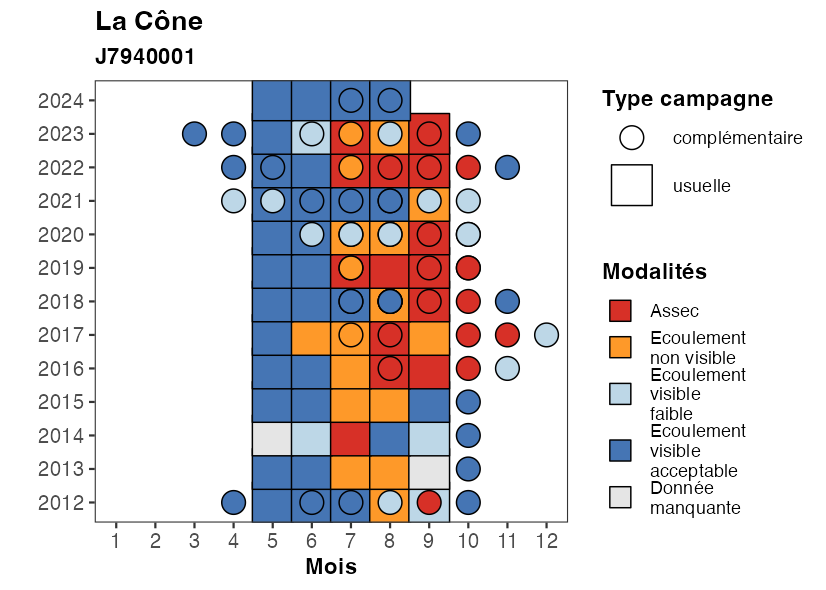 La Cône
J7940001
2024
2023
2022
2021
2020
2019
2018
2017
2016
2015
2014
2013
2012
1 2 3 4 5 6 7 8 9 10 11 12
Mois
Type campagne
complémentaire
usuelle
Modalités
Assec
Ecoulement
non visible
Ecoulement
visible
faible
Ecoulement
visible
acceptable
Donnée
manquante